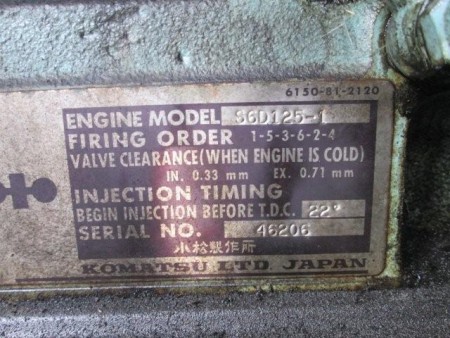 6150-81-2120
ENGINE MODEL S6D125-1
FIRING ORDER 1-5-3-6-2-4
VALVE CLEARANCE(WHEN ENGINE IS COLD)
IN. 0.33 mm EX. 0.71 mm
INJECTION TIMING
BEGIN INJECTION BEFORE T.D.C. 22°
SERIAL NO. 46206
小松製作所
KOMATSU LTD. JAPAN